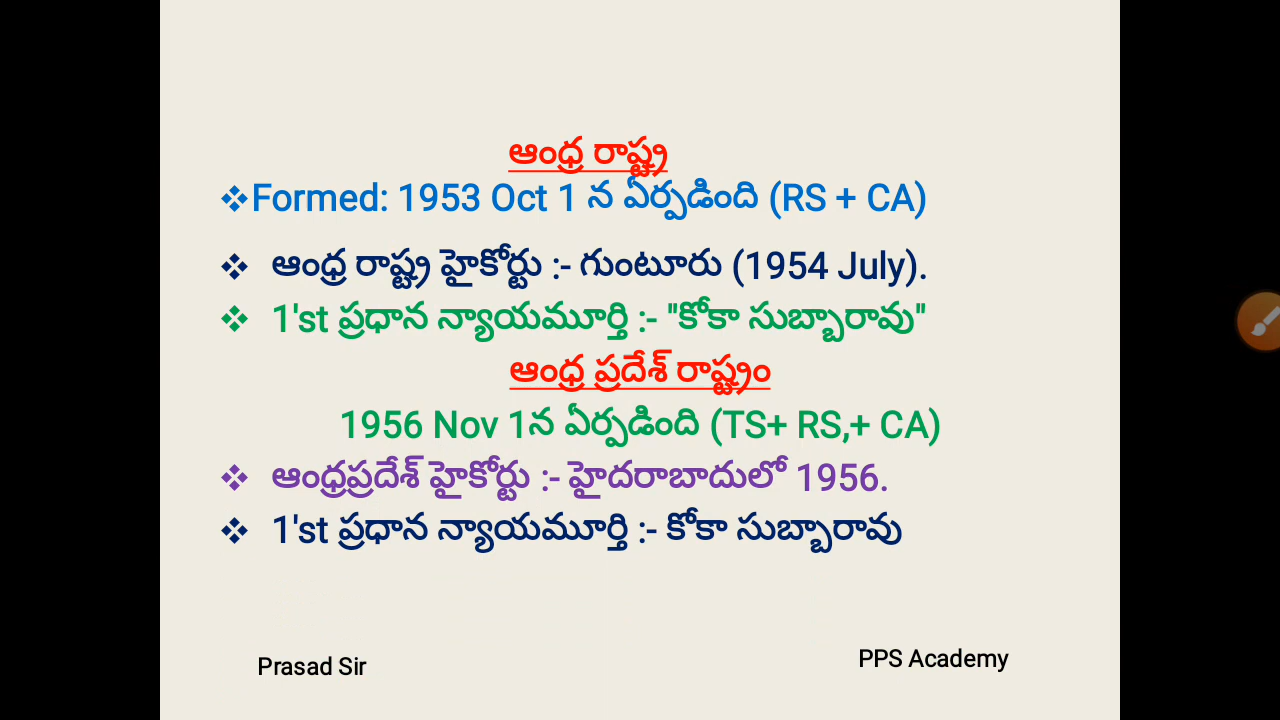 ఆంధ్ర రాష్ట్ర
❖Formed: 1953 Oct 1 న ఏర్పడింది (RS + CA)
❖ ఆంధ్ర రాష్ట్ర హైకోర్టు :- గుంటూరు (1954 July).
❖ 1'st ప్రధాన న్యాయమూర్తి :- "కోకా సుబ్బారావు"
ఆంధ్ర ప్రదేశ్ రాష్ట్రం
1956 Nov 1న ఏర్పడింది (TS+ RS,+ CA)
❖ ఆంధ్రప్రదేశ్ హైకోర్టు :- హైదరాబాదులో 1956.
❖ 1'st ప్రధాన న్యాయమూర్తి :- కోకా సుబ్బారావు
Prasad Sir
PPS Academy